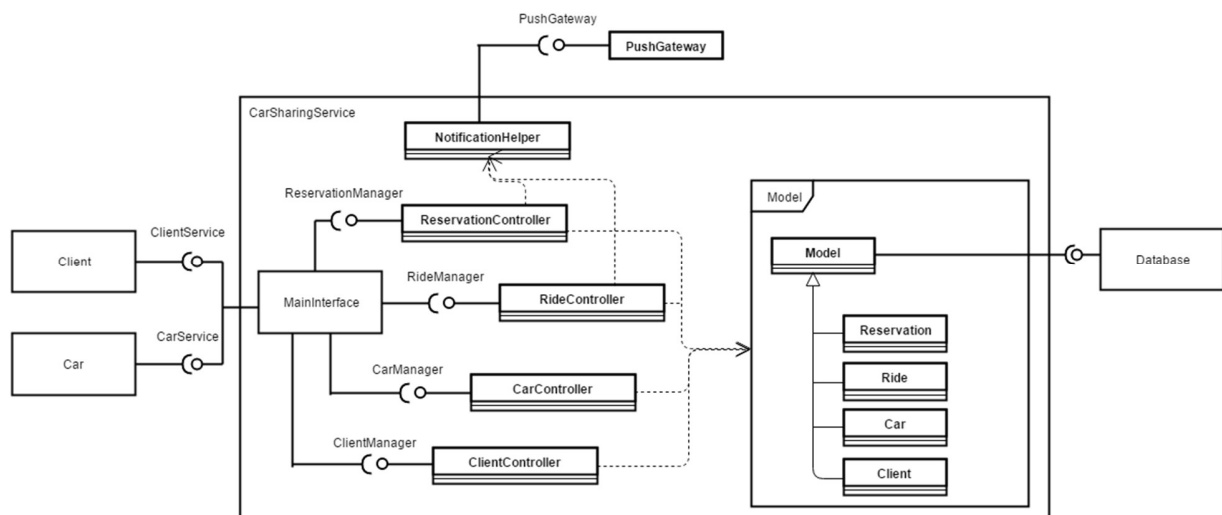 PushGateway
PushGateway
CarSharingService
NotificationHelper
ReservationManager
ReservationController
Model
ClientService
Client
Model
Database
RideManager
MainInterface
RideController
CarService
Reservation
Car
CarManager
Ride
CarController
Car
ClientManager
ClientController
Client